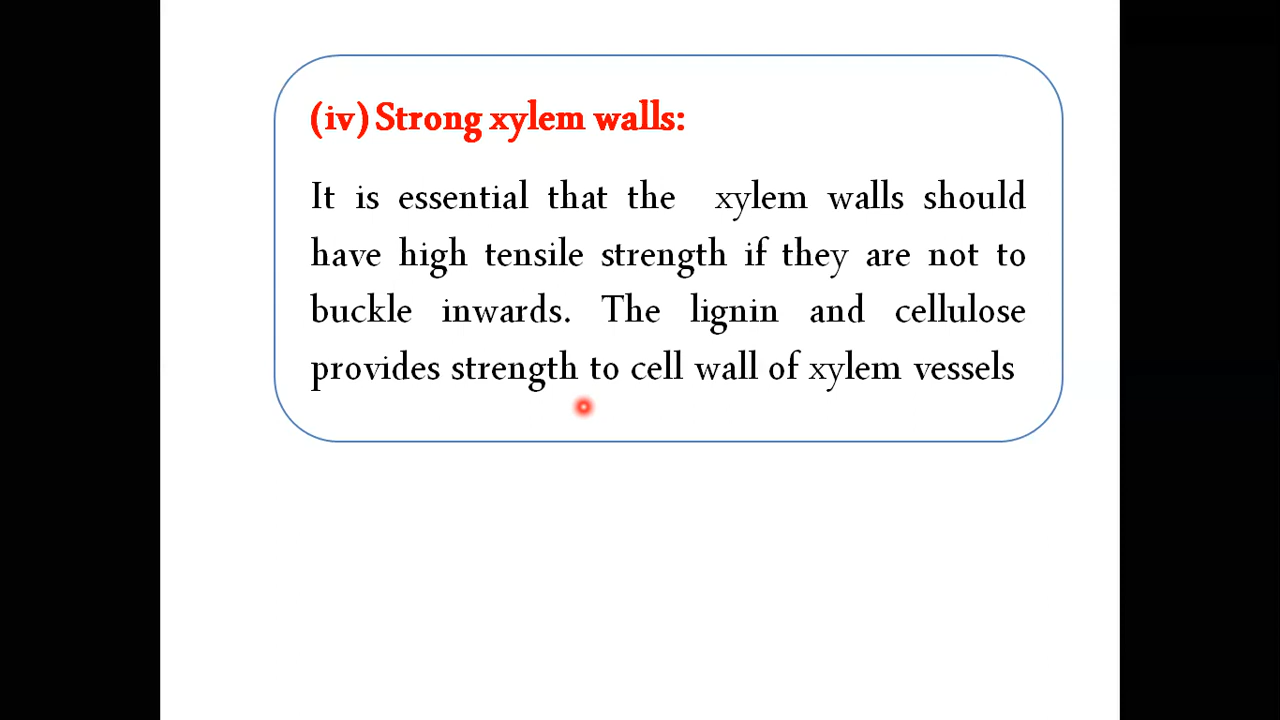 (iv) Strong xylem walls:
It is essential that the xylem walls should
have high tensile strength if they are not to
buckle inwards. The lignin and cellulose
provides strength to cell wall of xylem vessels